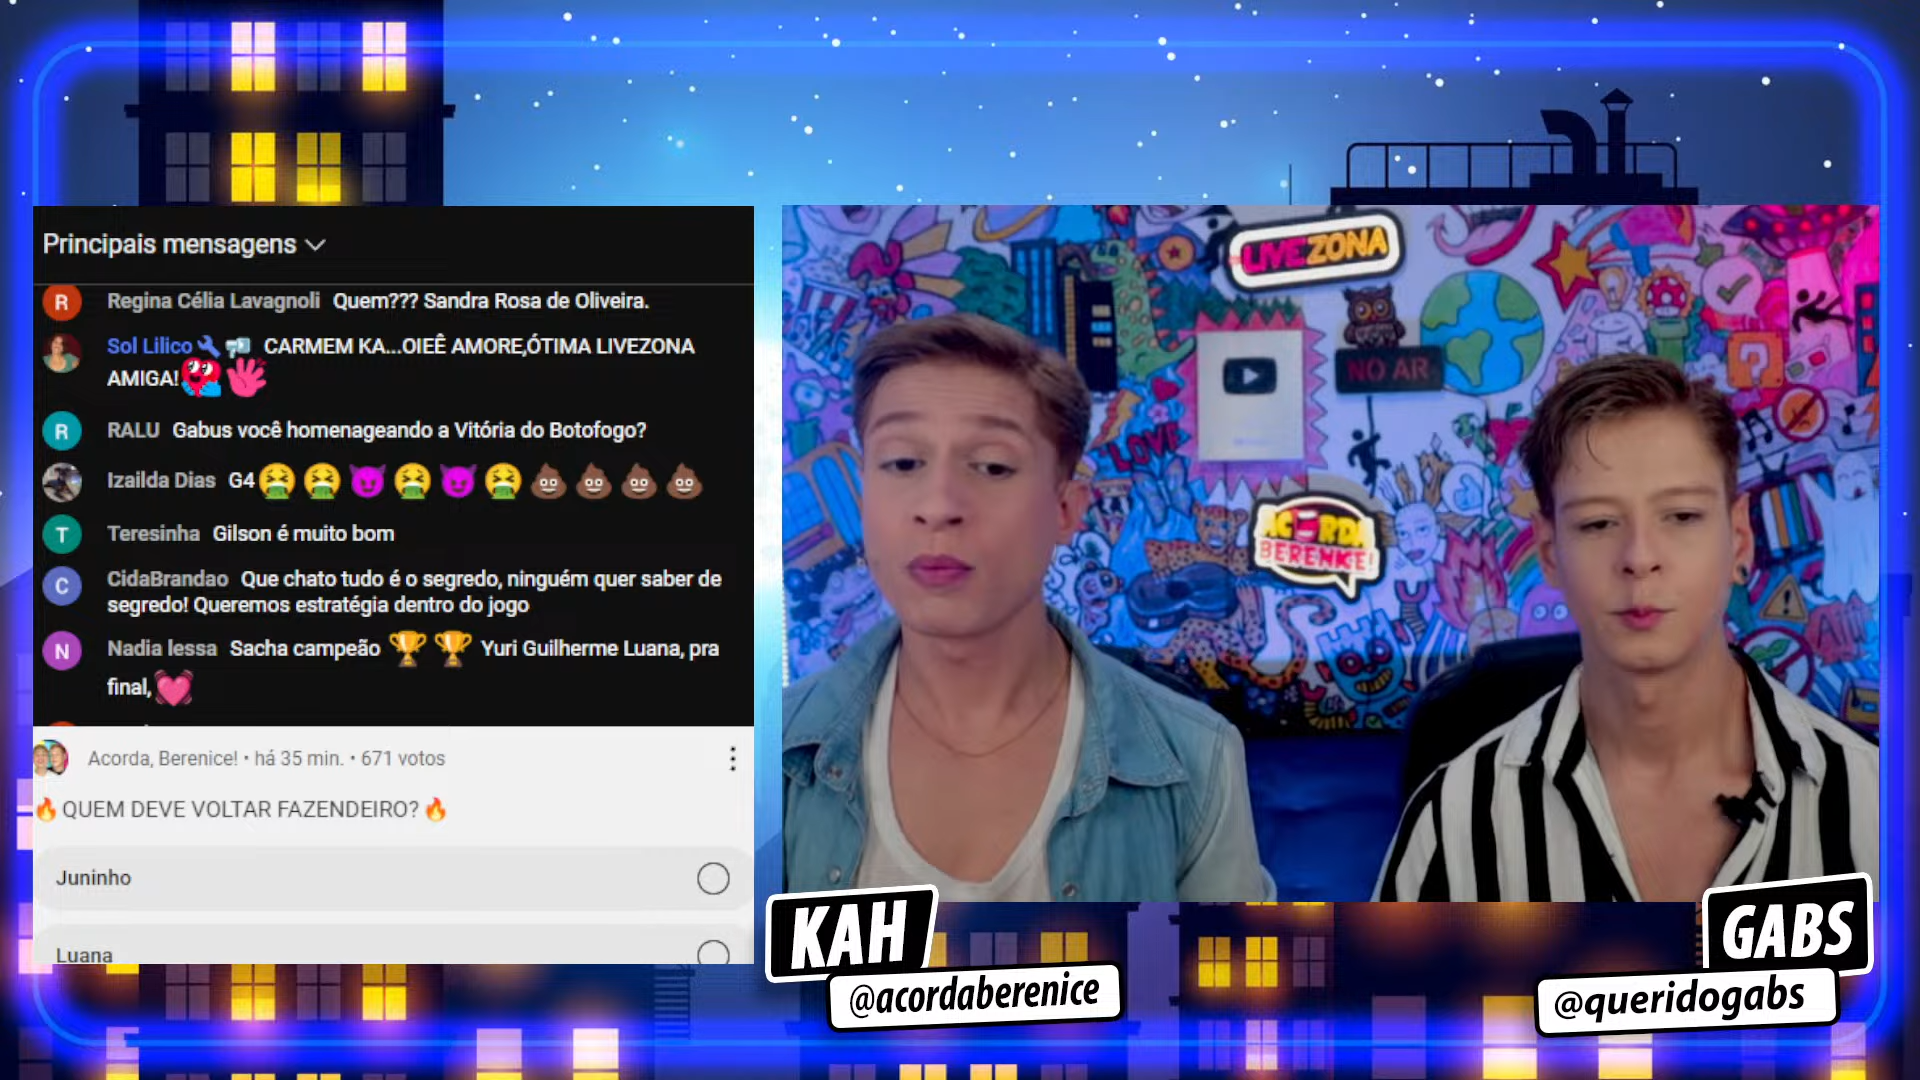 Principais mensagens
Regina Célia Lavagnoli Quem??? Sandra Rosa de Oliveira.
Sol Lilico CARMEM KA...OIEÊ AMORE,ÓTIMA LIVEZONA
AMIGA!
RALU Gabus você homenageando a Vitória do Botofogo?
Izailda Dias G4🤮🤮😈🤮😈🤮💩💩💩💩
Teresinha Gilson é muito bom
CidaBrandao Que chato tudo é o segredo, ninguém quer saber de
segredo! Queremos estratégia dentro do jogo
Nadia lessa Sacha campeão 🏆🏆 Yuri Guilherme Luana, pra
final,💓
Acorda, Berenice! • há 35 min. • 671 votos
🔥 QUEM DEVE VOLTAR FAZENDEIRO? 🔥
Juninho
Luana
LIVEZONA
NO AR
LOVE
ACORDA
BERENICE!
KAH
@acordaberenice
GABS
@queridogabs